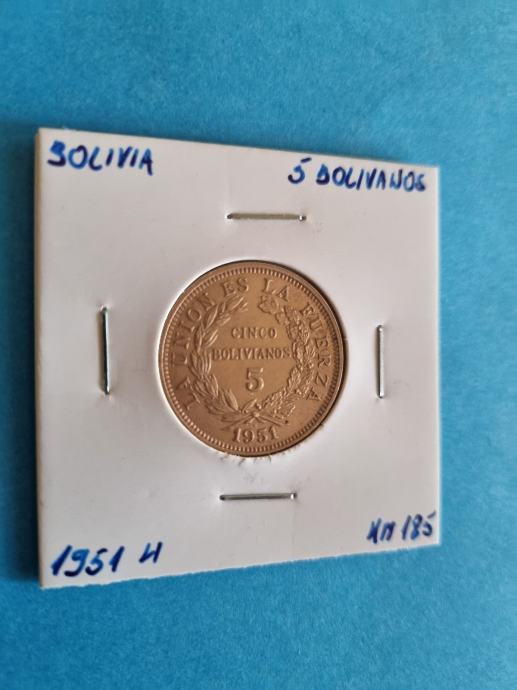 BOLIVIA
5 BOLIVANOS
LA UNION ES LA FUERZA
CINCO
BOLIVIANOS
5
1951
1951 H
KM 185